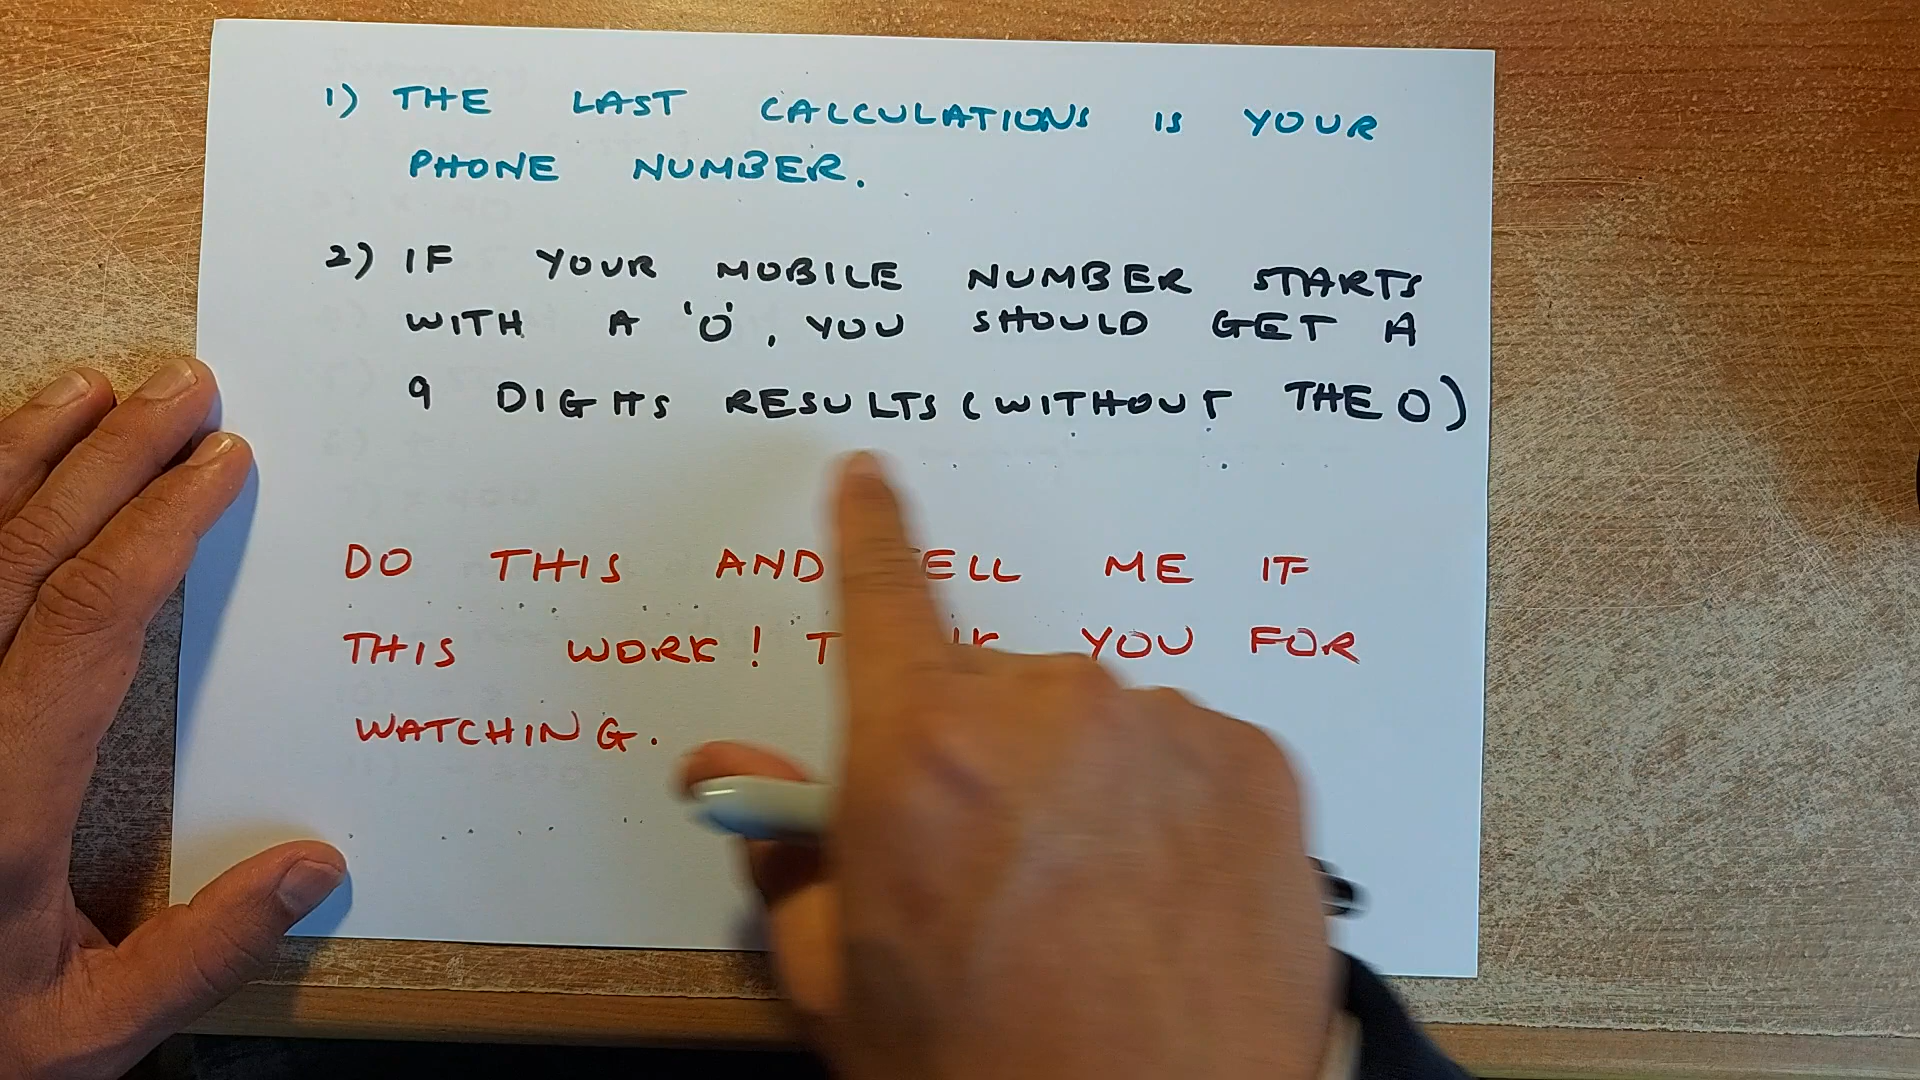 1) THE LAST CALCULATIONS IS YOUR
PHONE NUMBER.
2) IF YOUR MOBILE NUMBER STARTS
WITH A '0', YOU SHOULD GET A
9 DIGITS RESULTS (WITHOUT THE 0)
DO THIS AND ELL ME IF
THIS WORK! YOU FOR
WATCHING.